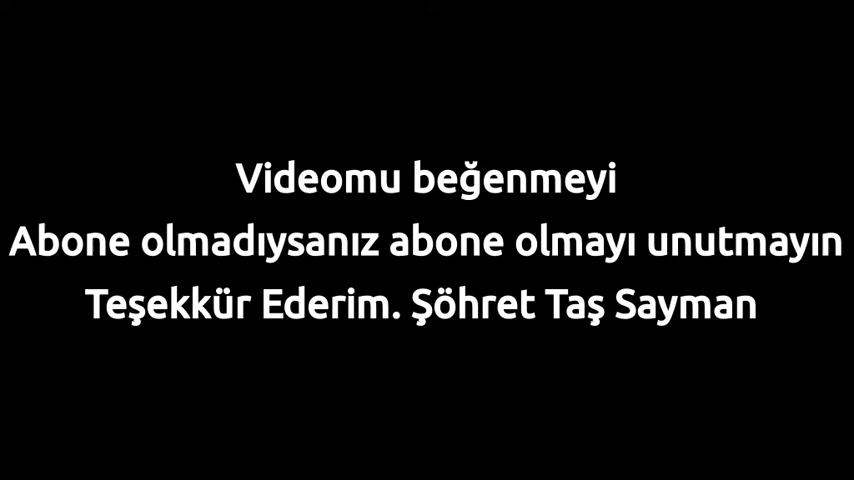 Videomu beğenmeyi
Abone olmadıysanız abone olmayı unutmayın
Teşekkür Ederim. Şöhret Taş Sayman